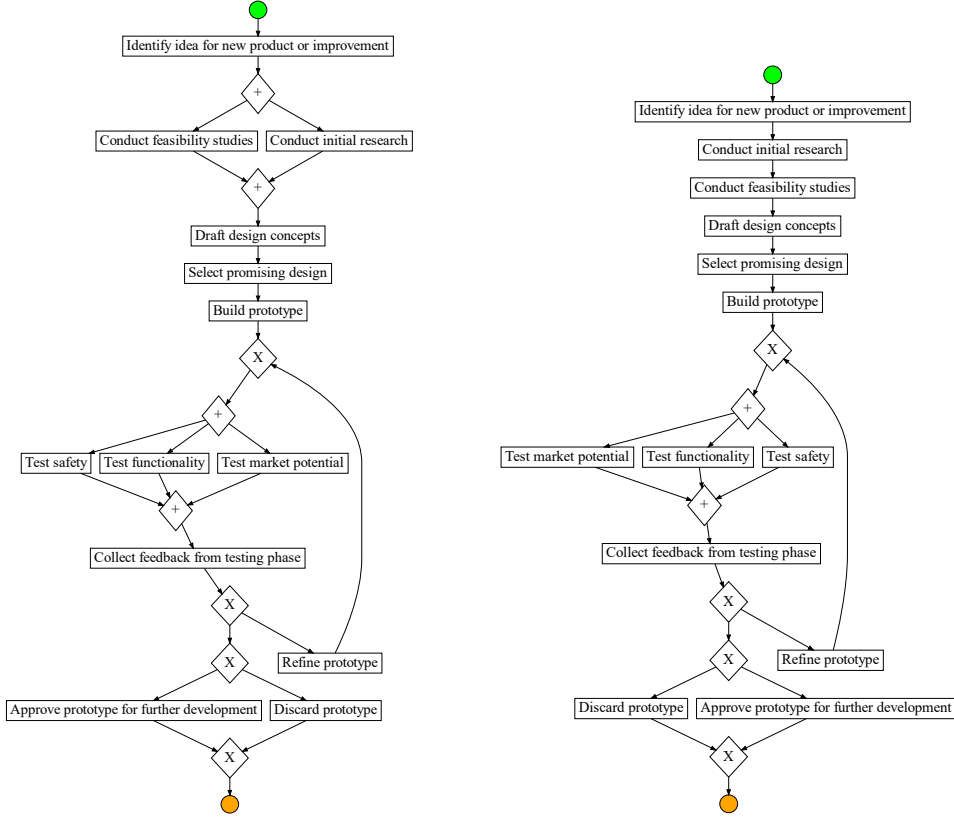 Identify idea for new product or improvement
+
Conduct feasibility studies Conduct initial research
+
Draft design concepts
Select promising design
Build prototype
X
+
Test safety Test functionality Test market potential
+
Collect feedback from testing phase
X
X
Refine prototype
Approve prototype for further development Discard prototype
X
Identify idea for new product or improvement
Conduct initial research
Conduct feasibility studies
Draft design concepts
Select promising design
Build prototype
X
+
Test market potential Test functionality Test safety
+
Collect feedback from testing phase
X
X
Refine prototype
Discard prototype Approve prototype for further development
X